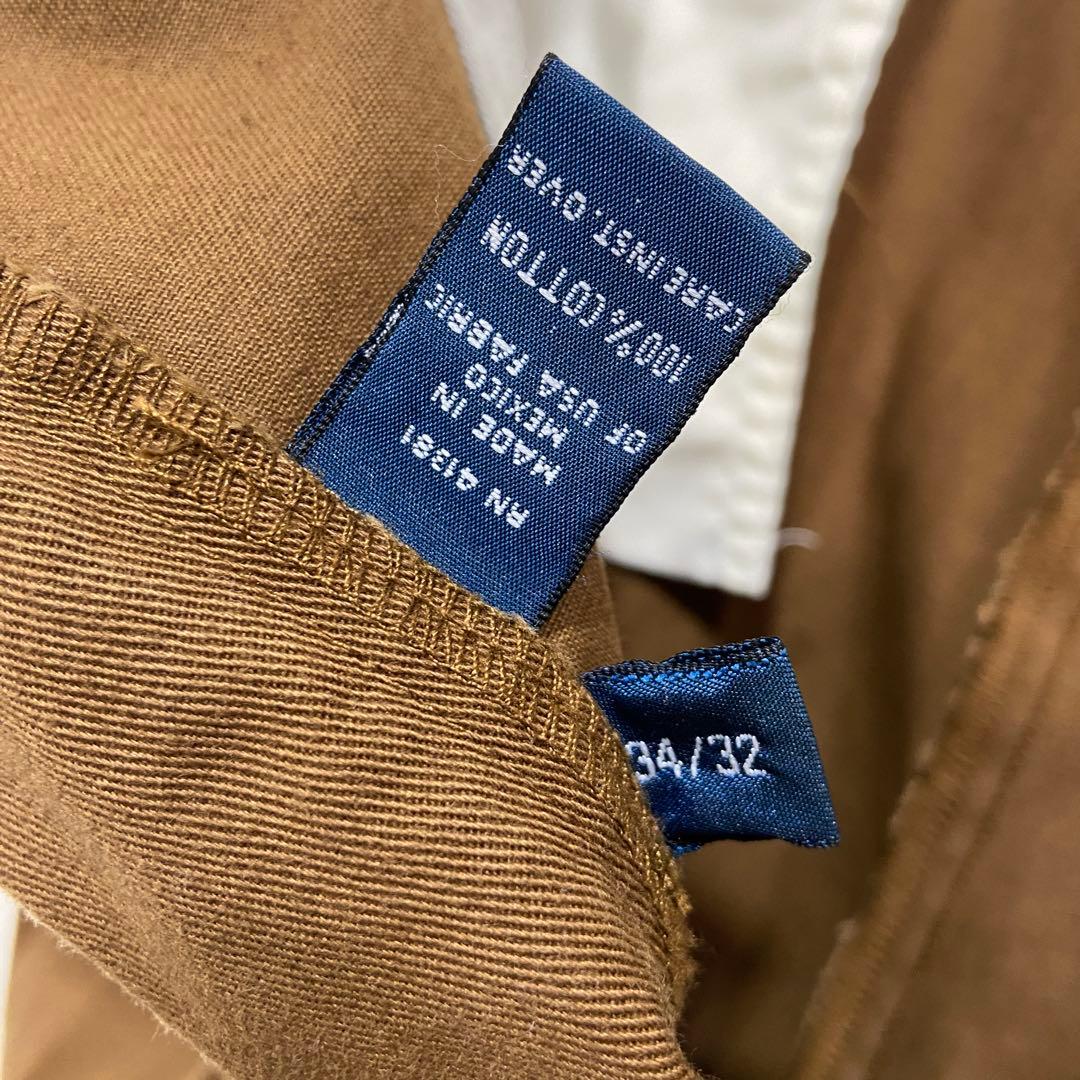 RN 41381
MADE IN
MEXICO
OF USA FABRIC
100% COTTON
CARE INST. OVER
34/32